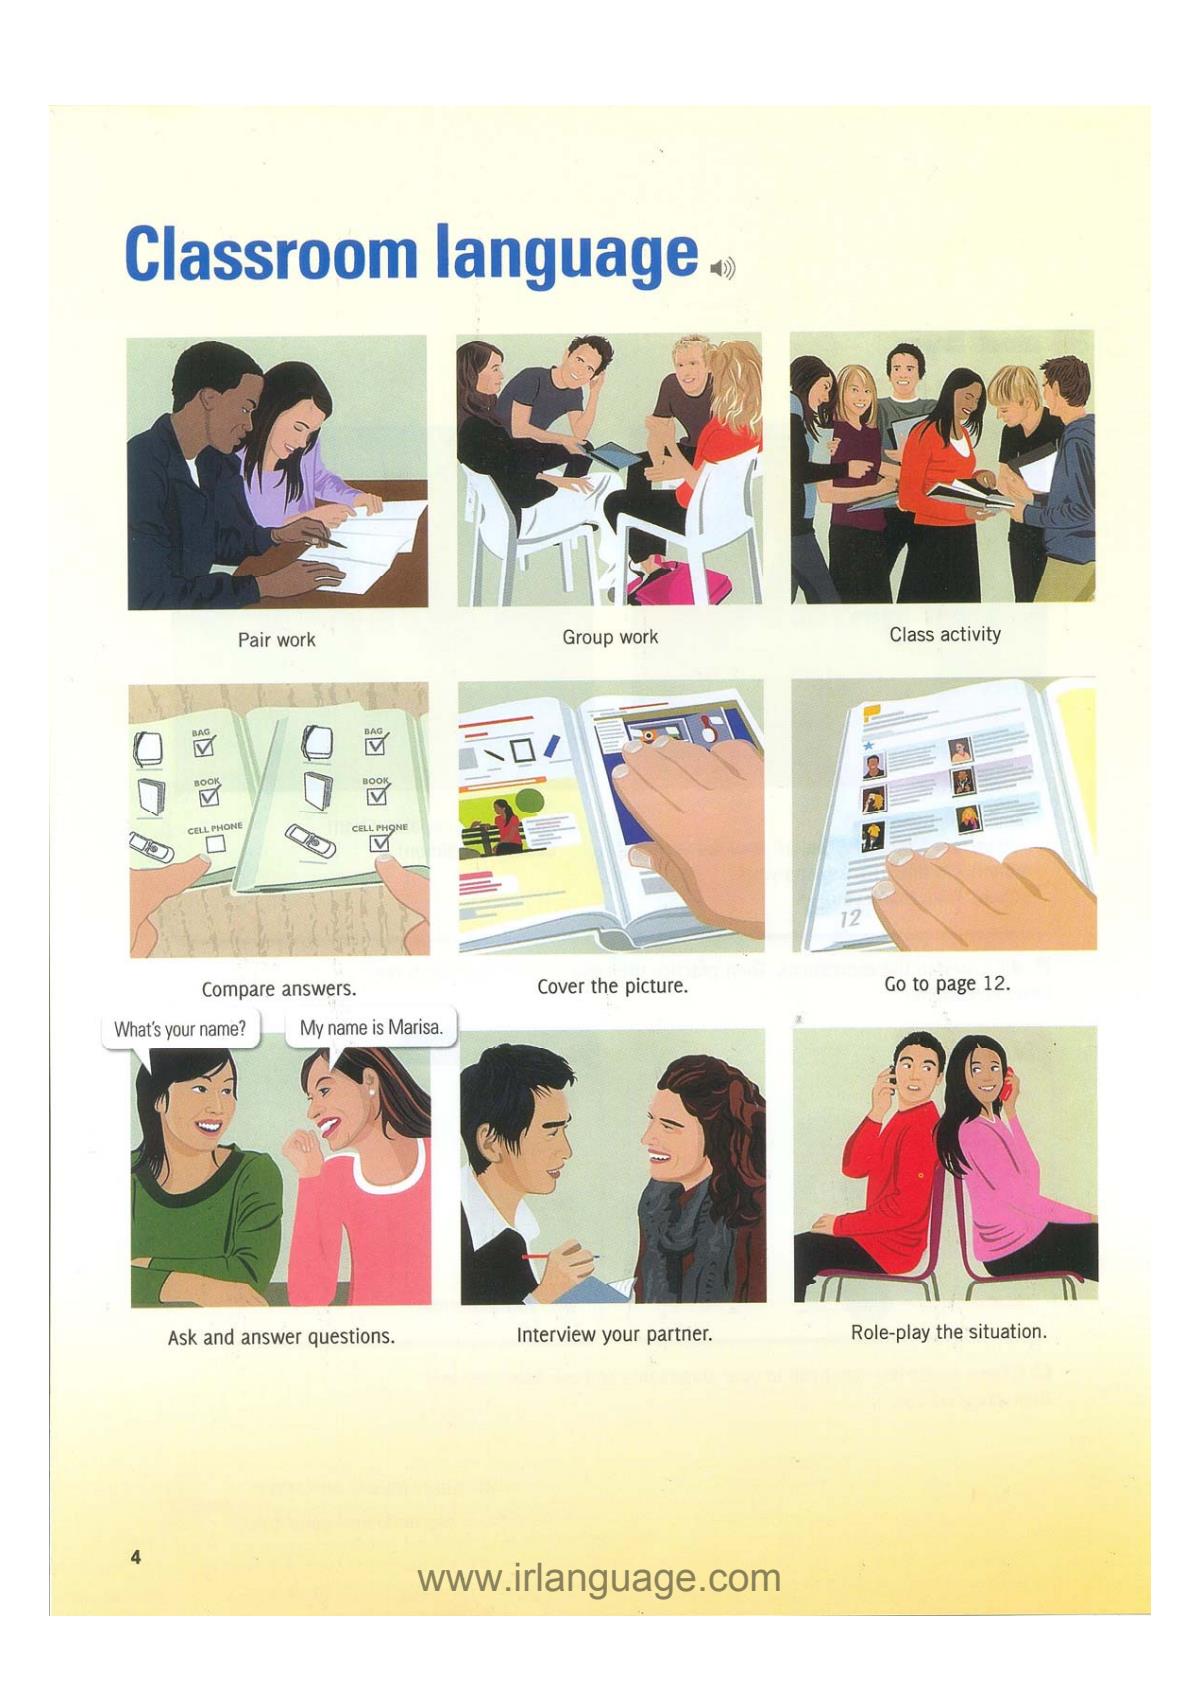 Classroom language
Pair work
Group work
Class activity
BAG
BAG
BOOK
BOOK
CELL PHONE
CELL PHONE
12
Compare answers.
Cover the picture.
Go to page 12.
What's your name?
My name is Marisa.
Ask and answer questions.
Interview your partner.
Role-play the situation.
4
www.irlanguage.com